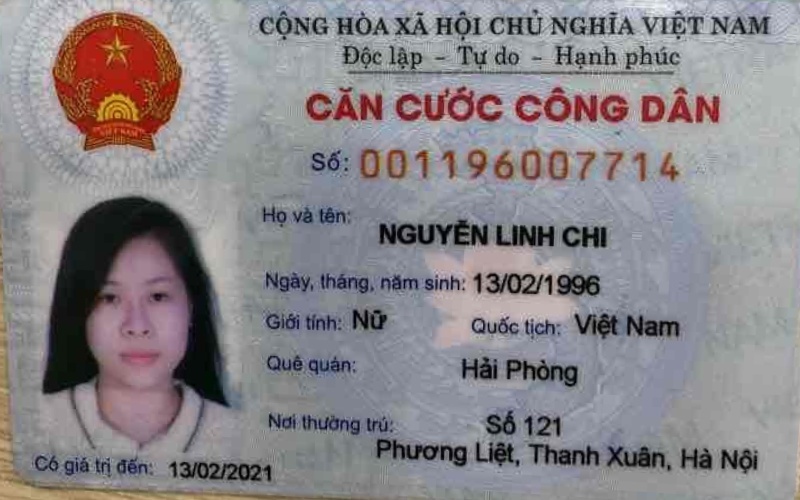 CỘNG HÒA XÃ HỘI CHỦ NGHĨA VIỆT NAM
Độc lập - Tự do - Hạnh phúc
CĂN CƯỚC CÔNG DÂN
Số: 001196007714
Họ và tên:
NGUYỄN LINH CHI
Ngày, tháng, năm sinh: 13/02/1996
Giới tính: Nữ Quốc tịch: Việt Nam
Quê quán: Hải Phòng
Nơi thường trú: Số 121
Phương Liệt, Thanh Xuân, Hà Nội
Có giá trị đến: 13/02/2021